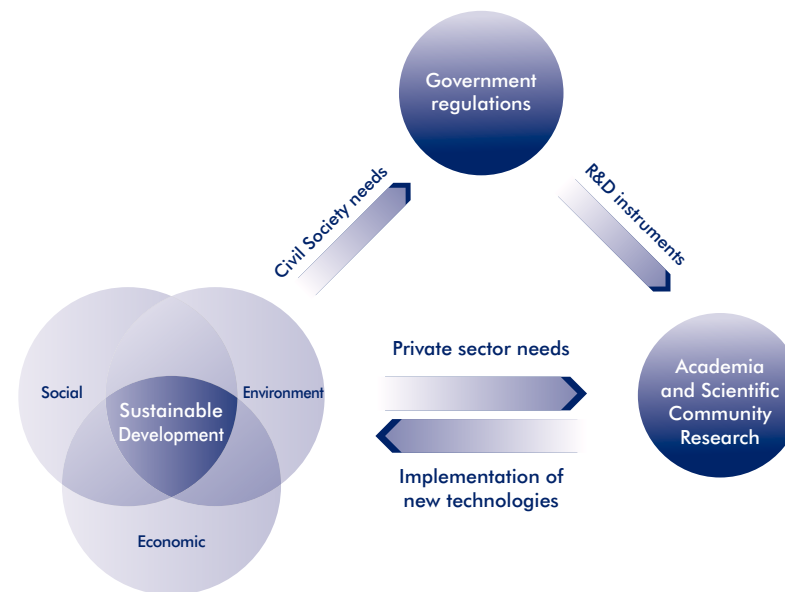 Government
regulations
Civil Society needs
R&D instruments
Private sector needs
Academia
and Scientific
Community
Research
Social
Environment
Sustainable
Development
Implementation of
new technologies
Economic